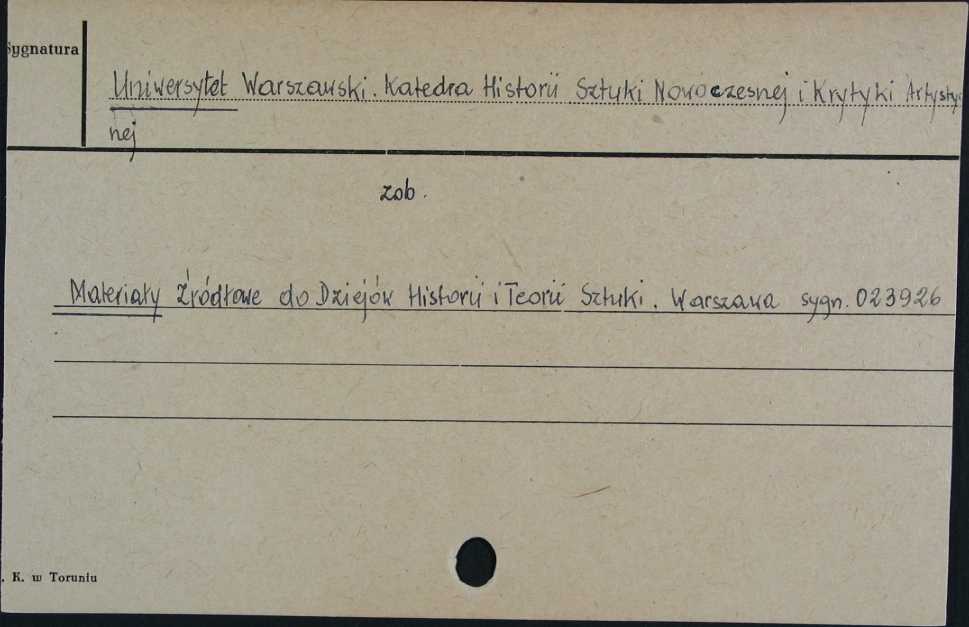 Sygnatura
Uniwersytet Warszawski. Katedra Historii Sztuki Nowoczesnej i Krytyki Artysty
nej
zob.
Materiały Źródłowe do Dziejów Historii i Teorii Sztuki. Warszawa sygn. 023926
. K. w Toruniu